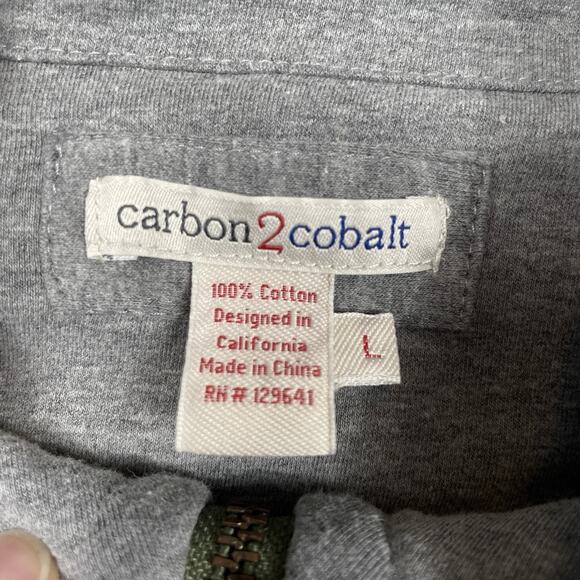 carbon2cobalt
100% Cotton
Designed in
California
Made in China
RN # 129641
L